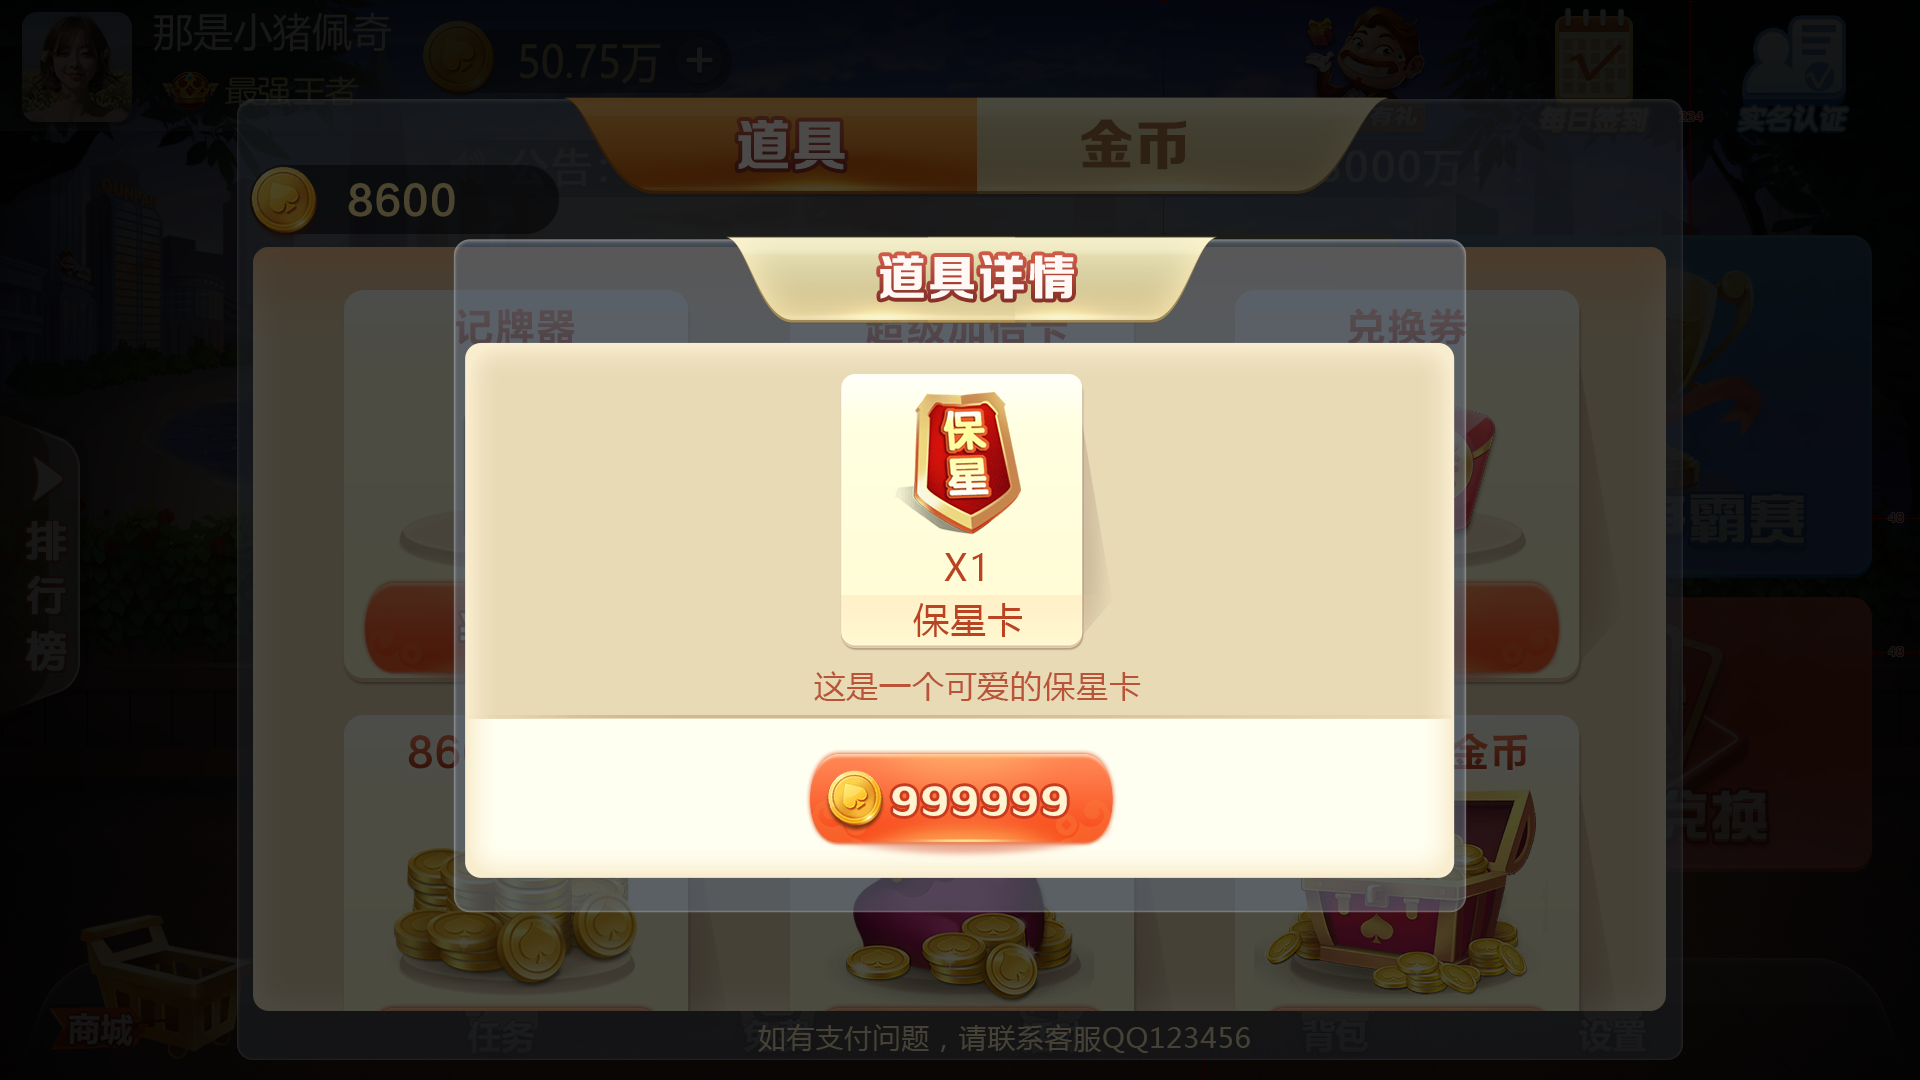 那是小猪佩奇
最强王者
50.75万
+
每日签到
实名认证
道具
金币
公告:
000万!
8600
道具详情
记牌器
超级加倍卡
兑换券
保星
X1
保星卡
这是一个可爱的保星卡
999999
排行榜
霸赛
86
金币
兑换
商城
任务
背包
设置
如有支付问题，请联系客服QQ123456